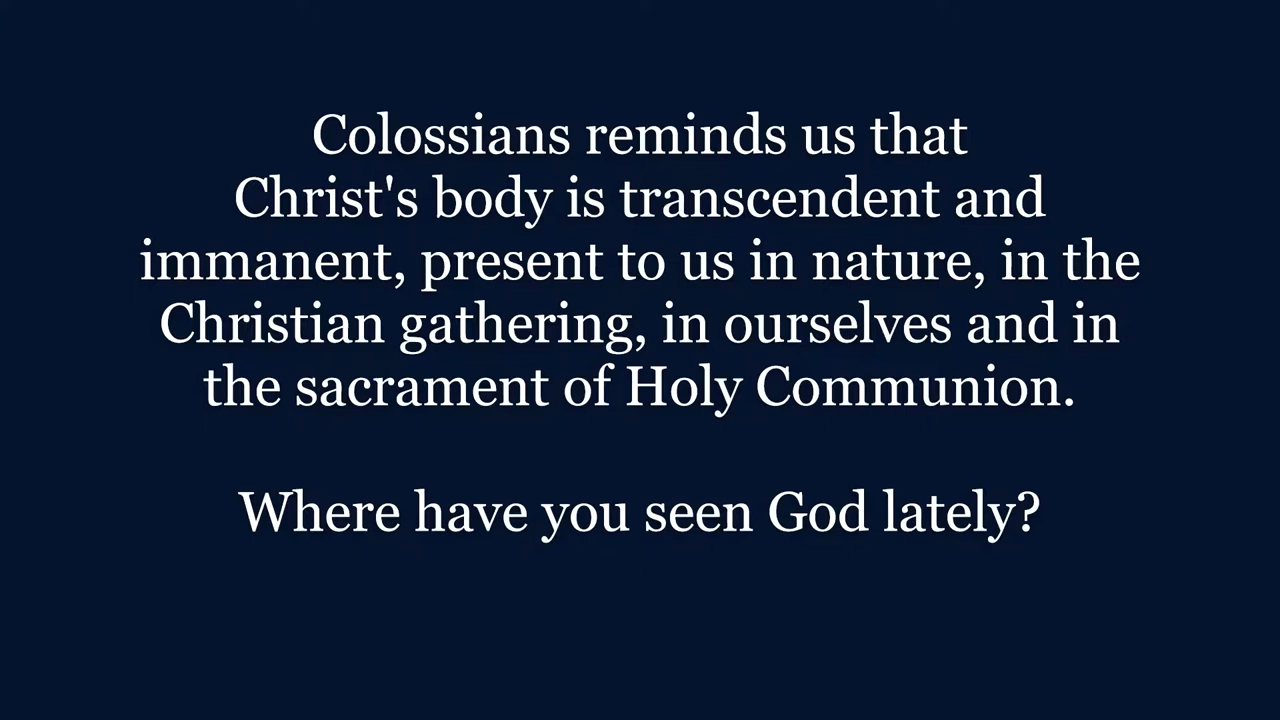 Colossians reminds us that
Christ's body is transcendent and
immanent, present to us in nature, in the
Christian gathering, in ourselves and in
the sacrament of Holy Communion.
Where have you seen God lately?